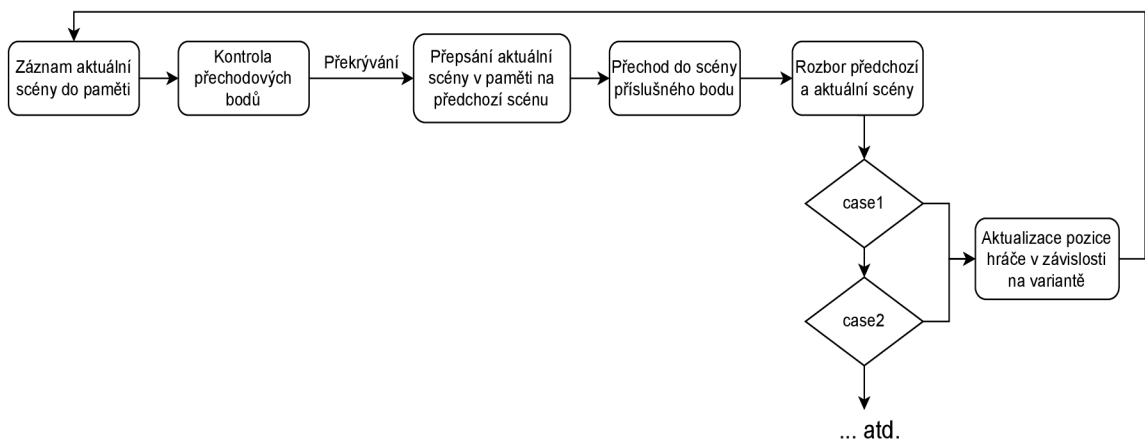 Záznam aktuální
scény do paměti
Kontrola
přechodových
bodů
Překrývání
Přepsání aktuální
scény v paměti na
předchozí scénu
Přechod do scény
příslušného bodu
Rozbor předchozí
a aktuální scény
case1
Aktualizace pozice
hráče v závislosti
na variantě
case2
... atd.